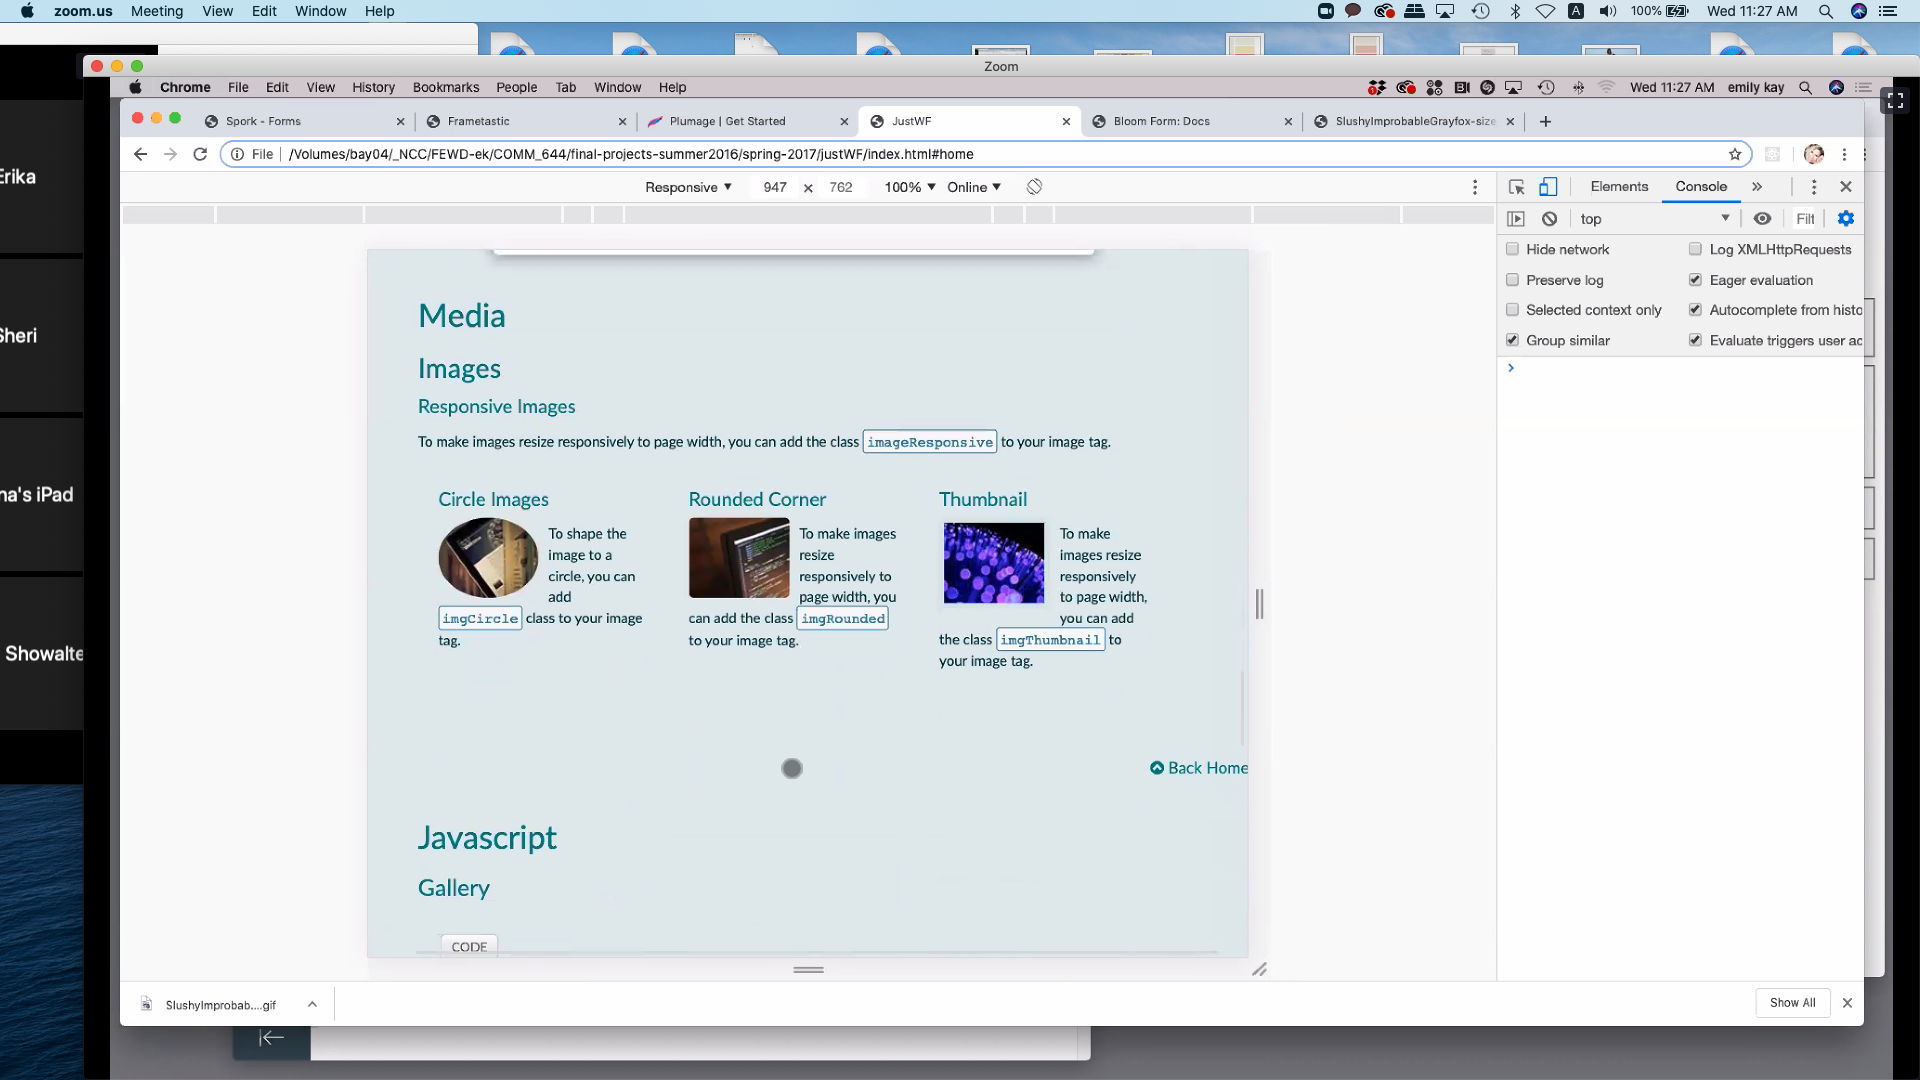 zoom.us Meeting View Edit Window Help
A 100% Wed 11:27 AM
Zoom
Chrome File Edit View History Bookmarks People Tab Window Help
Wed 11:27 AM emily kay
Spork - Forms
Frametastic
Plumage | Get Started
JustWF
Bloom Form: Docs
SlushyImprobableGrayfox-size
File /Volumes/bay04/_NCC/FEWD-ek/COMM_644/final-projects-summer2016/spring-2017/justWF/index.html#home
Responsive 947 × 762 100% Online
Elements Console
top Filt
Hide network
Log XMLHttpRequests
Preserve log
Eager evaluation
Selected context only
Autocomplete from histo
Group similar
Evaluate triggers user ac
Erika
Sheri
na's iPad
Showalte
Media
Images
Responsive Images
To make images resize responsively to page width, you can add the class imageResponsive to your image tag.
Circle Images
To shape the
image to a
circle, you can
add
imgCircle class to your image
tag.
Rounded Corner
To make images
resize
responsively to
page width, you
can add the class imgRounded
to your image tag.
Thumbnail
To make
images resize
responsively
to page width,
you can add
the class imgThumbnail to
your image tag.
Back Home
Javascript
Gallery
CODE
SlushyImprobab....gif
Show All